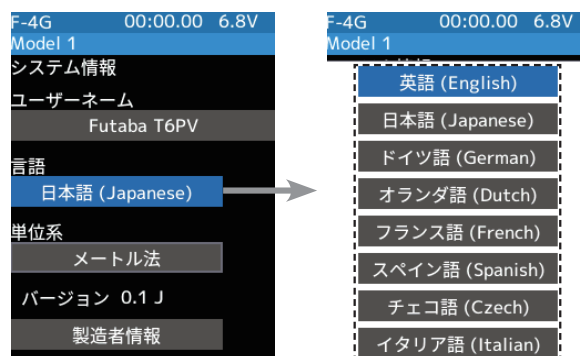 F-4G 00:00.00 6.8V
Model 1
システム情報
ユーザーネーム
Futaba T6PV
言語
日本語 (Japanese)
単位系
メートル法
バージョン 0.1 J
製造者情報
F-4G 00:00.00 6.8V
Model 1
英語 (English)
日本語 (Japanese)
ドイツ語 (German)
オランダ語 (Dutch)
フランス語 (French)
スペイン語 (Spanish)
チェコ語 (Czech)
イタリア語 (Italian)